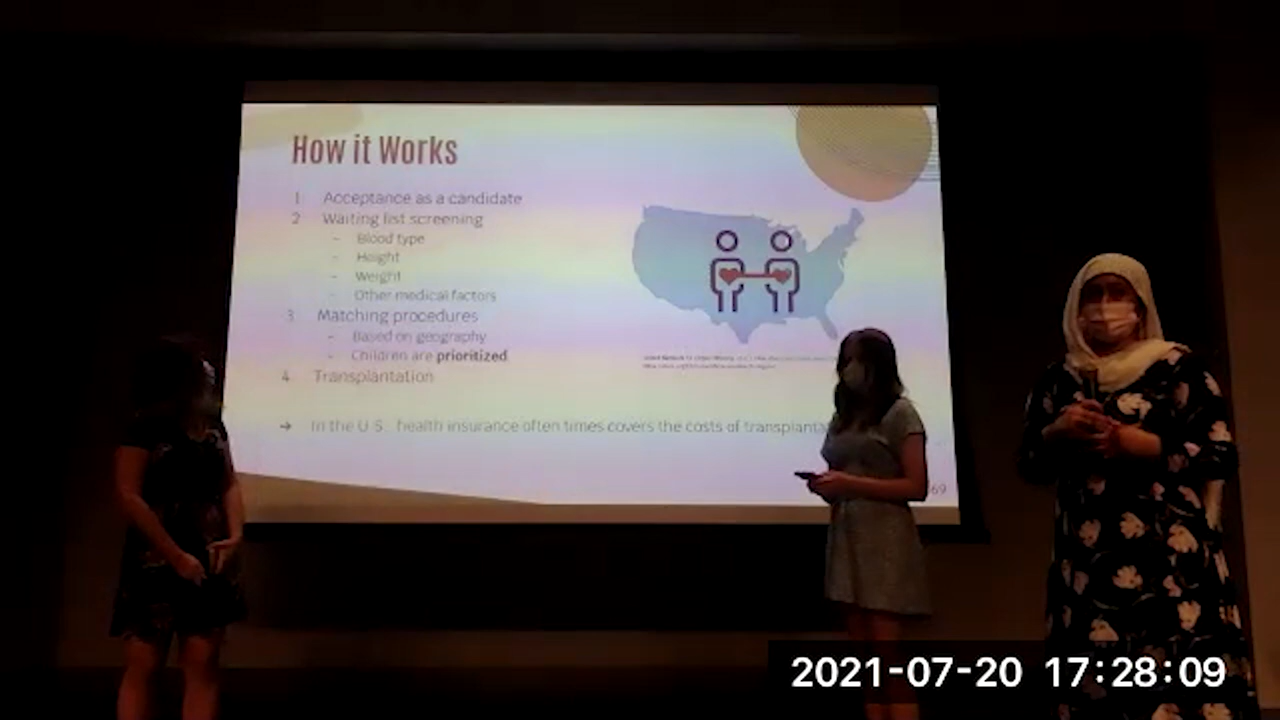 How it Works
1 Acceptance as a candidate
2 Waiting list screening
- Blood type
- Height
- Weight
- Other medical factors
3 Matching procedures
- Based on geography
- Children are prioritized
4 Transplantation
➔ In the U.S., health insurance often times covers the costs of transplanta
69
2021-07-20 17:28:09